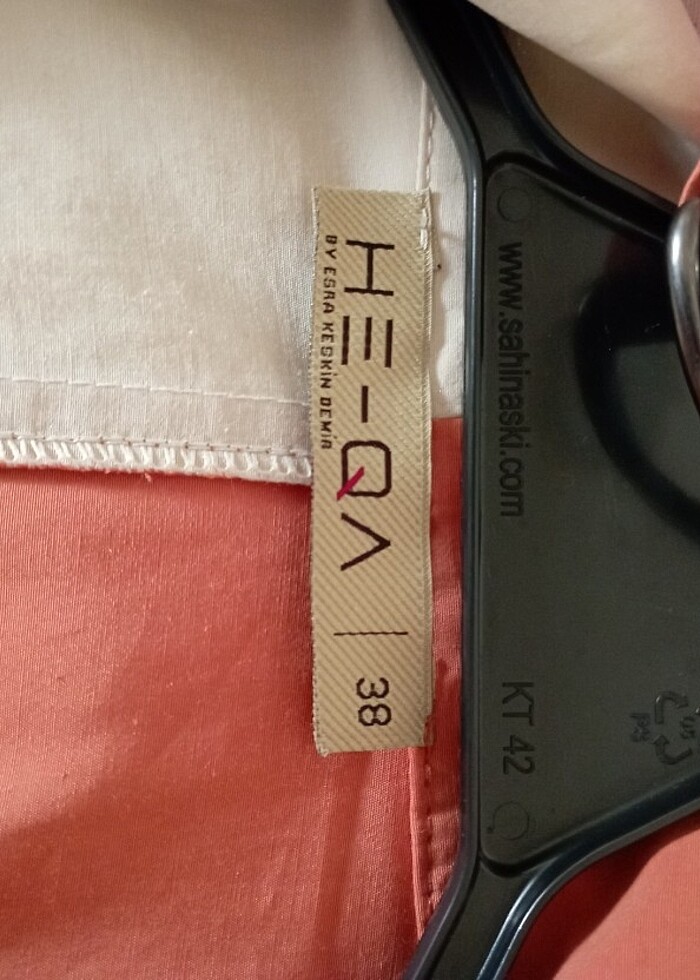 HE-QA | 38
BY ESRA KESKİN DEMİR
www.sahinaski.com
KT 42